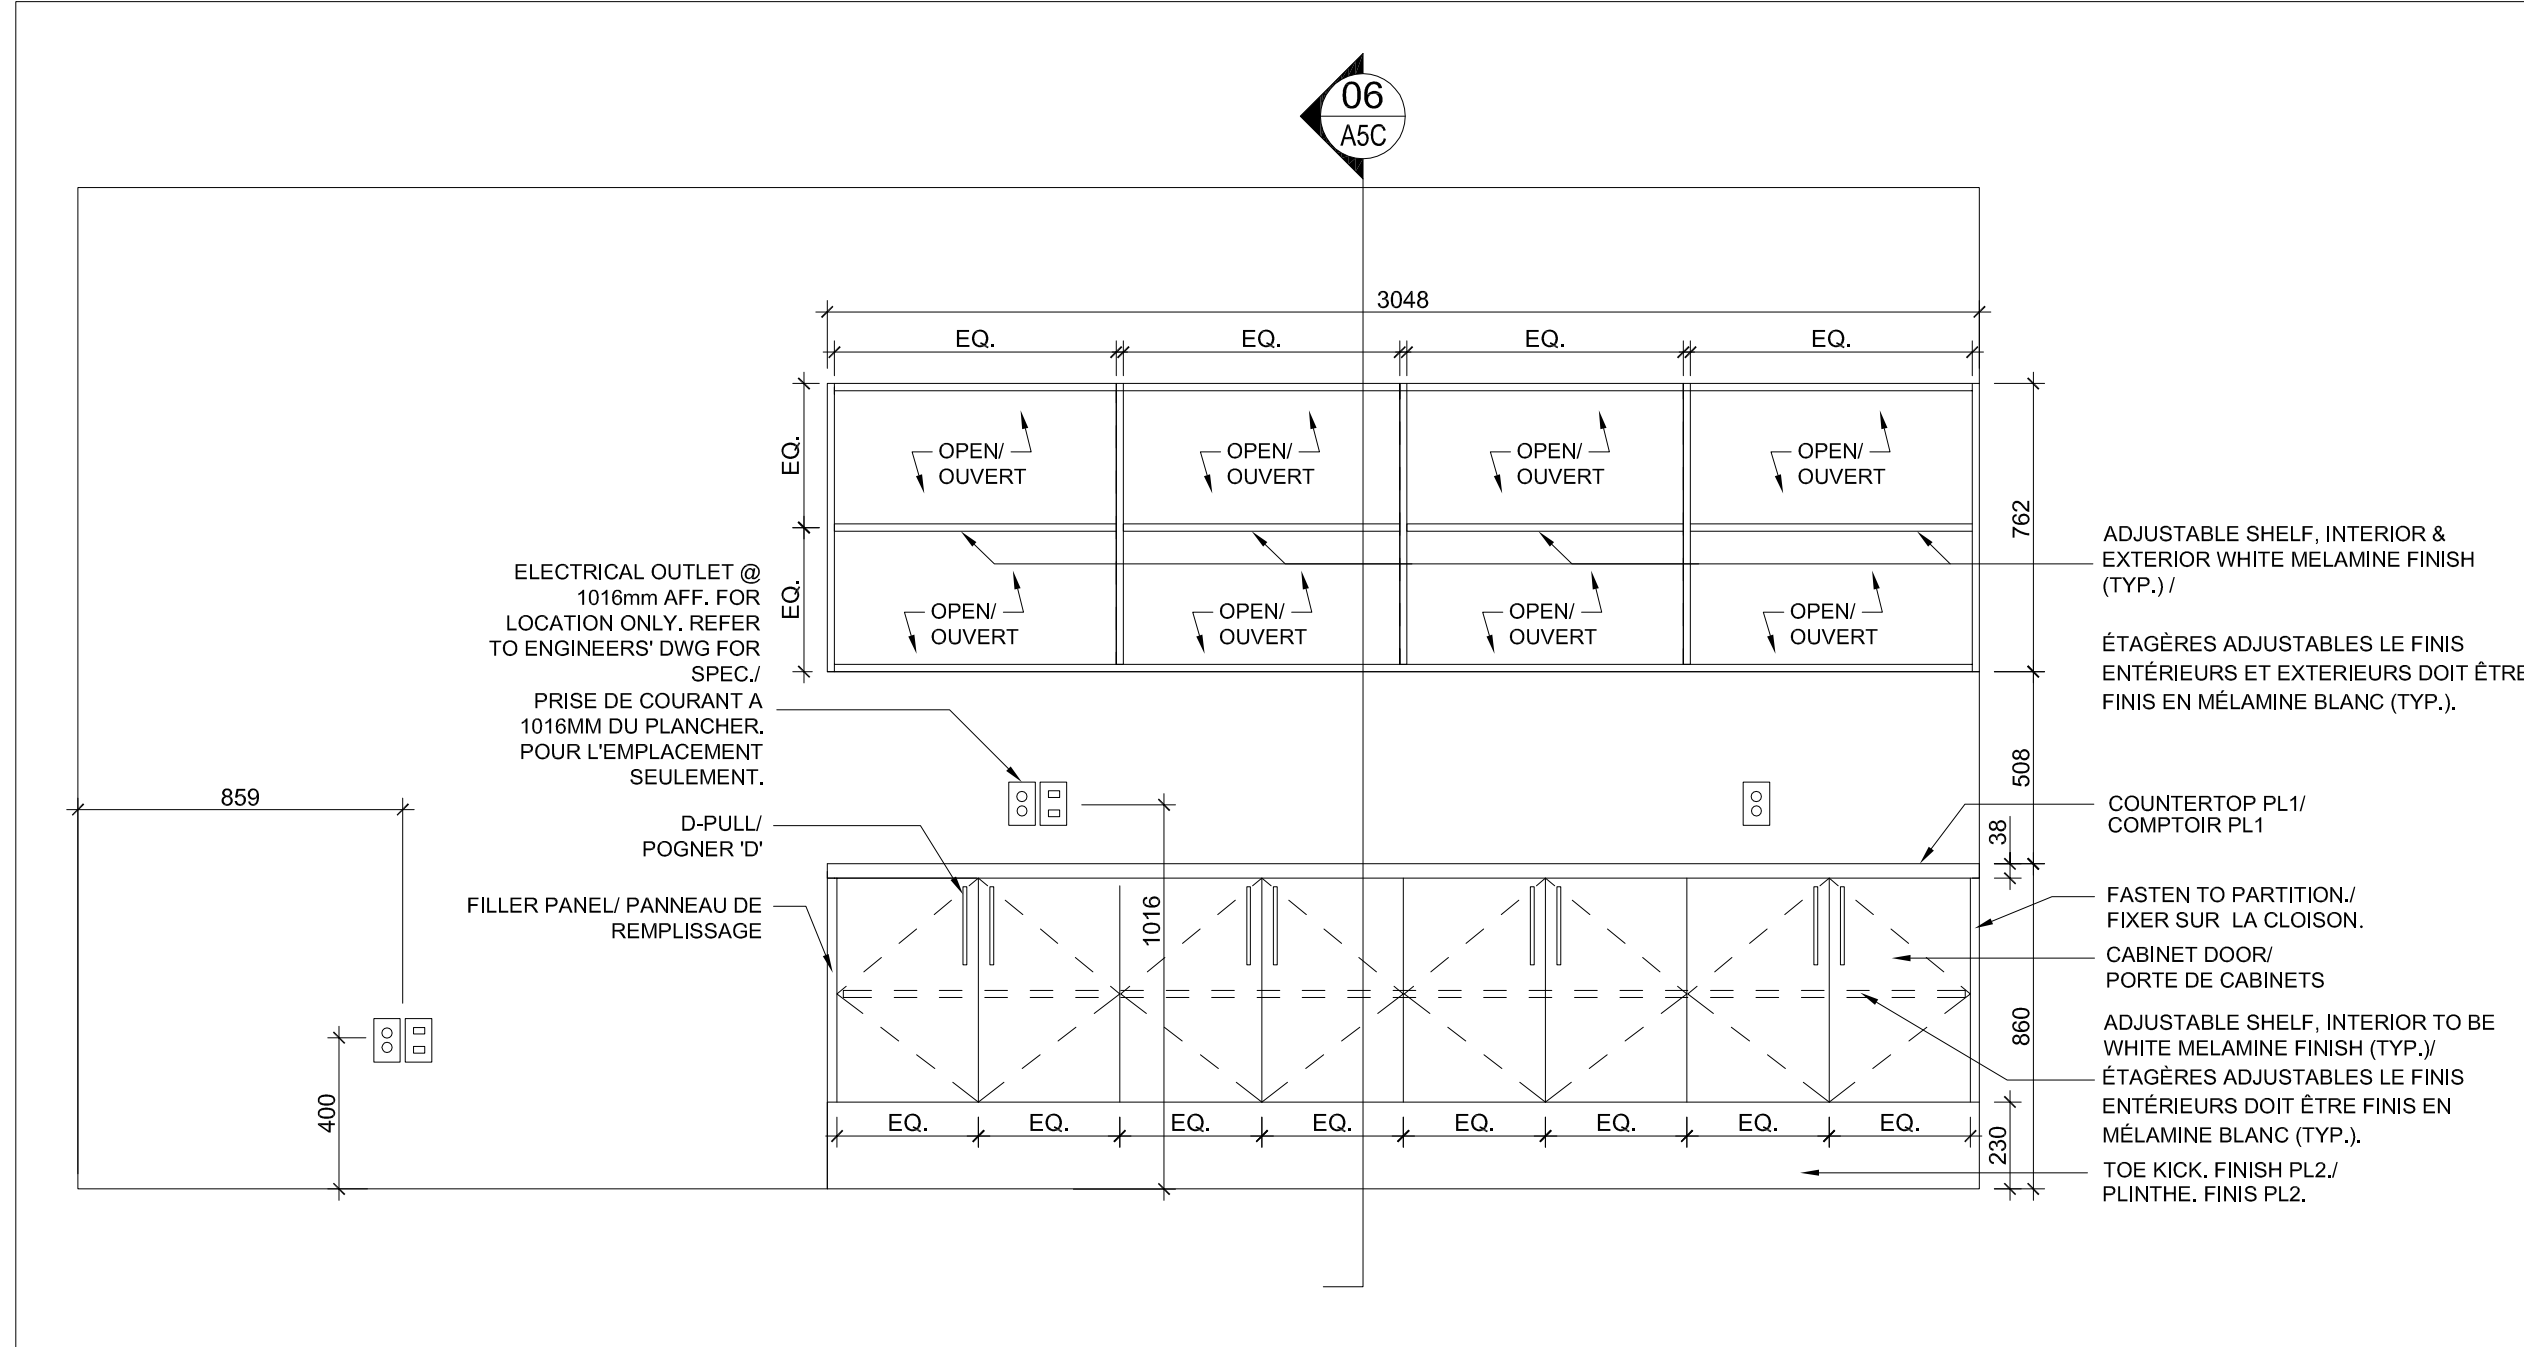 06
A5C
3048
EQ.
EQ.
EQ.
EQ.
EQ.
EQ.
OPEN/
OUVERT
OPEN/
OUVERT
OPEN/
OUVERT
OPEN/
OUVERT
OPEN/
OUVERT
OPEN/
OUVERT
OPEN/
OUVERT
OPEN/
OUVERT
762
508
38
860
230
ELECTRICAL OUTLET @
1016mm AFF. FOR
LOCATION ONLY. REFER
TO ENGINEERS' DWG FOR
SPEC./
PRISE DE COURANT A
1016MM DU PLANCHER.
POUR L'EMPLACEMENT
SEULEMENT.
D-PULL/
POGNER 'D'
FILLER PANEL/ PANNEAU DE
REMPLISSAGE
859
400
1016
EQ.
EQ.
EQ.
EQ.
EQ.
EQ.
EQ.
EQ.
ADJUSTABLE SHELF, INTERIOR &
EXTERIOR WHITE MELAMINE FINISH
(TYP.) /
ÉTAGÈRES ADJUSTABLES LE FINIS
ENTÉRIEURS ET EXTERIEURS DOIT ÊTRE
FINIS EN MÉLAMINE BLANC (TYP.).
COUNTERTOP PL1/
COMPTOIR PL1
FASTEN TO PARTITION./
FIXER SUR LA CLOISON.
CABINET DOOR/
PORTE DE CABINETS
ADJUSTABLE SHELF, INTERIOR TO BE
WHITE MELAMINE FINISH (TYP.)/
ÉTAGÈRES ADJUSTABLES LE FINIS
ENTÉRIEURS DOIT ÊTRE FINIS EN
MÉLAMINE BLANC (TYP.).
TOE KICK. FINISH PL2./
PLINTHE. FINIS PL2.